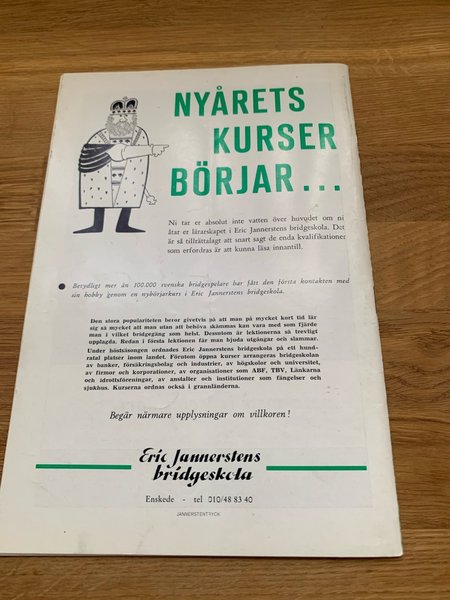 NYÅRETS
KURSER
BÖRJAR...
Ni tar er absolut inte vatten över huvudet om ni
åtar er lärarskapet i Eric Jannerstens bridgeskola. Det
är så tillrättalagt att snart sagt de enda kvalifikationer
som erfordras är att kunna läsa innantill.
● Betydligt mer än 100.000 svenska bridgespelare har fått den första kontakten med
sin hobby genom en nybörjarkurs i Eric Jannerstens bridgeskola.
Den stora populariteten beror givetvis på att man på mycket kort tid lär
sig så mycket att man utan att behöva skämmas kan vara med som fjärde
man i vilket bridgegäng som helst. Dessutom är lektionerna så trevligt
upplagda. Redan i första lektionen får man bjuda utgångar och slammar.
Under höstsäsongen ordnades Eric Jannerstens bridgeskola på ett hund-
ratal platser inom landet. Förutom öppna kurser arrangeras bridgeskolan
av banker, försäkringsbolag och industrier, av högskolor och universitet,
av firmor och korporationer, av organisationer som ABF, TBV, Länkarna
och idrottsföreningar, av anstalter och institutioner som fängelser och
sjukhus. Kurserna ordnas också i grannländerna.
Begär närmare upplysningar om villkoren!
Eric Jannerstens
bridgeskola
Enskede - tel 010/48 83 40
JANNERSTENTRYCK